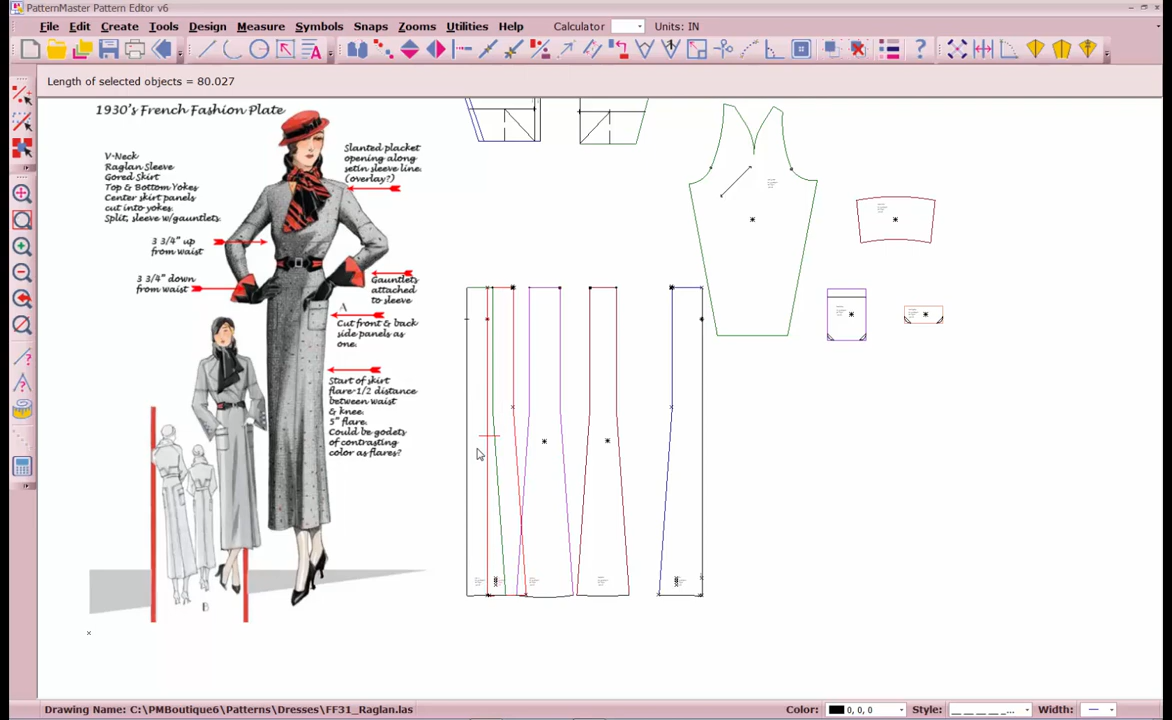 PatternMaster Pattern Editor v6
File Edit Create Tools Design Measure Symbols Snaps Zooms Utilities Help Calculator Units: IN
Length of selected objects = 80.027
1930's French Fashion Plate
V-Neck
Raglan Sleeve
Gored Skirt
Top & Bottom Yokes
Center skirt panels
cut into yokes.
Split, sleeve w/gauntlets.
Slanted placket
opening along
setin sleeve line.
(overlay?)
3 3/4" up
from waist
3 3/4" down
from waist
Gauntlets
attached
to sleeve
A
Cut front & back
side panels as
one.
Start of skirt
flare-1/2 distance
between waist
& knee.
5" flare.
Could be godets
of contrasting
color as flares?
B
Drawing Name: C:\PMBoutique6\Patterns\Dresses\FF31_Raglan.las
Color: 0, 0, 0 Style: Width: